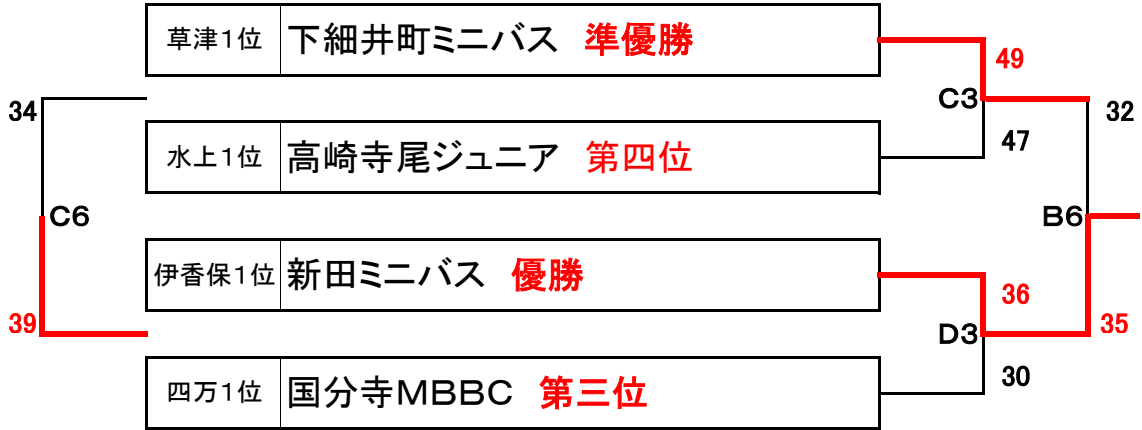 草津1位 下細井町ミニバス 準優勝
49
34 C3 32
47
水上1位 高崎寺尾ジュニア 第四位
C6 B6
伊香保1位 新田ミニバス 優勝
36
39 35
D3
30
四万1位 国分寺MBBC 第三位